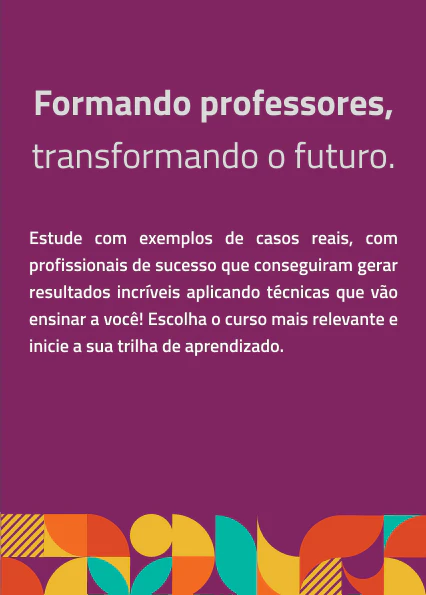 Formando professores,
transformando o futuro.
Estude com exemplos de casos reais, com
profissionais de sucesso que conseguiram gerar
resultados incríveis aplicando técnicas que vão
ensinar a você! Escolha o curso mais relevante e
inicie a sua trilha de aprendizado.